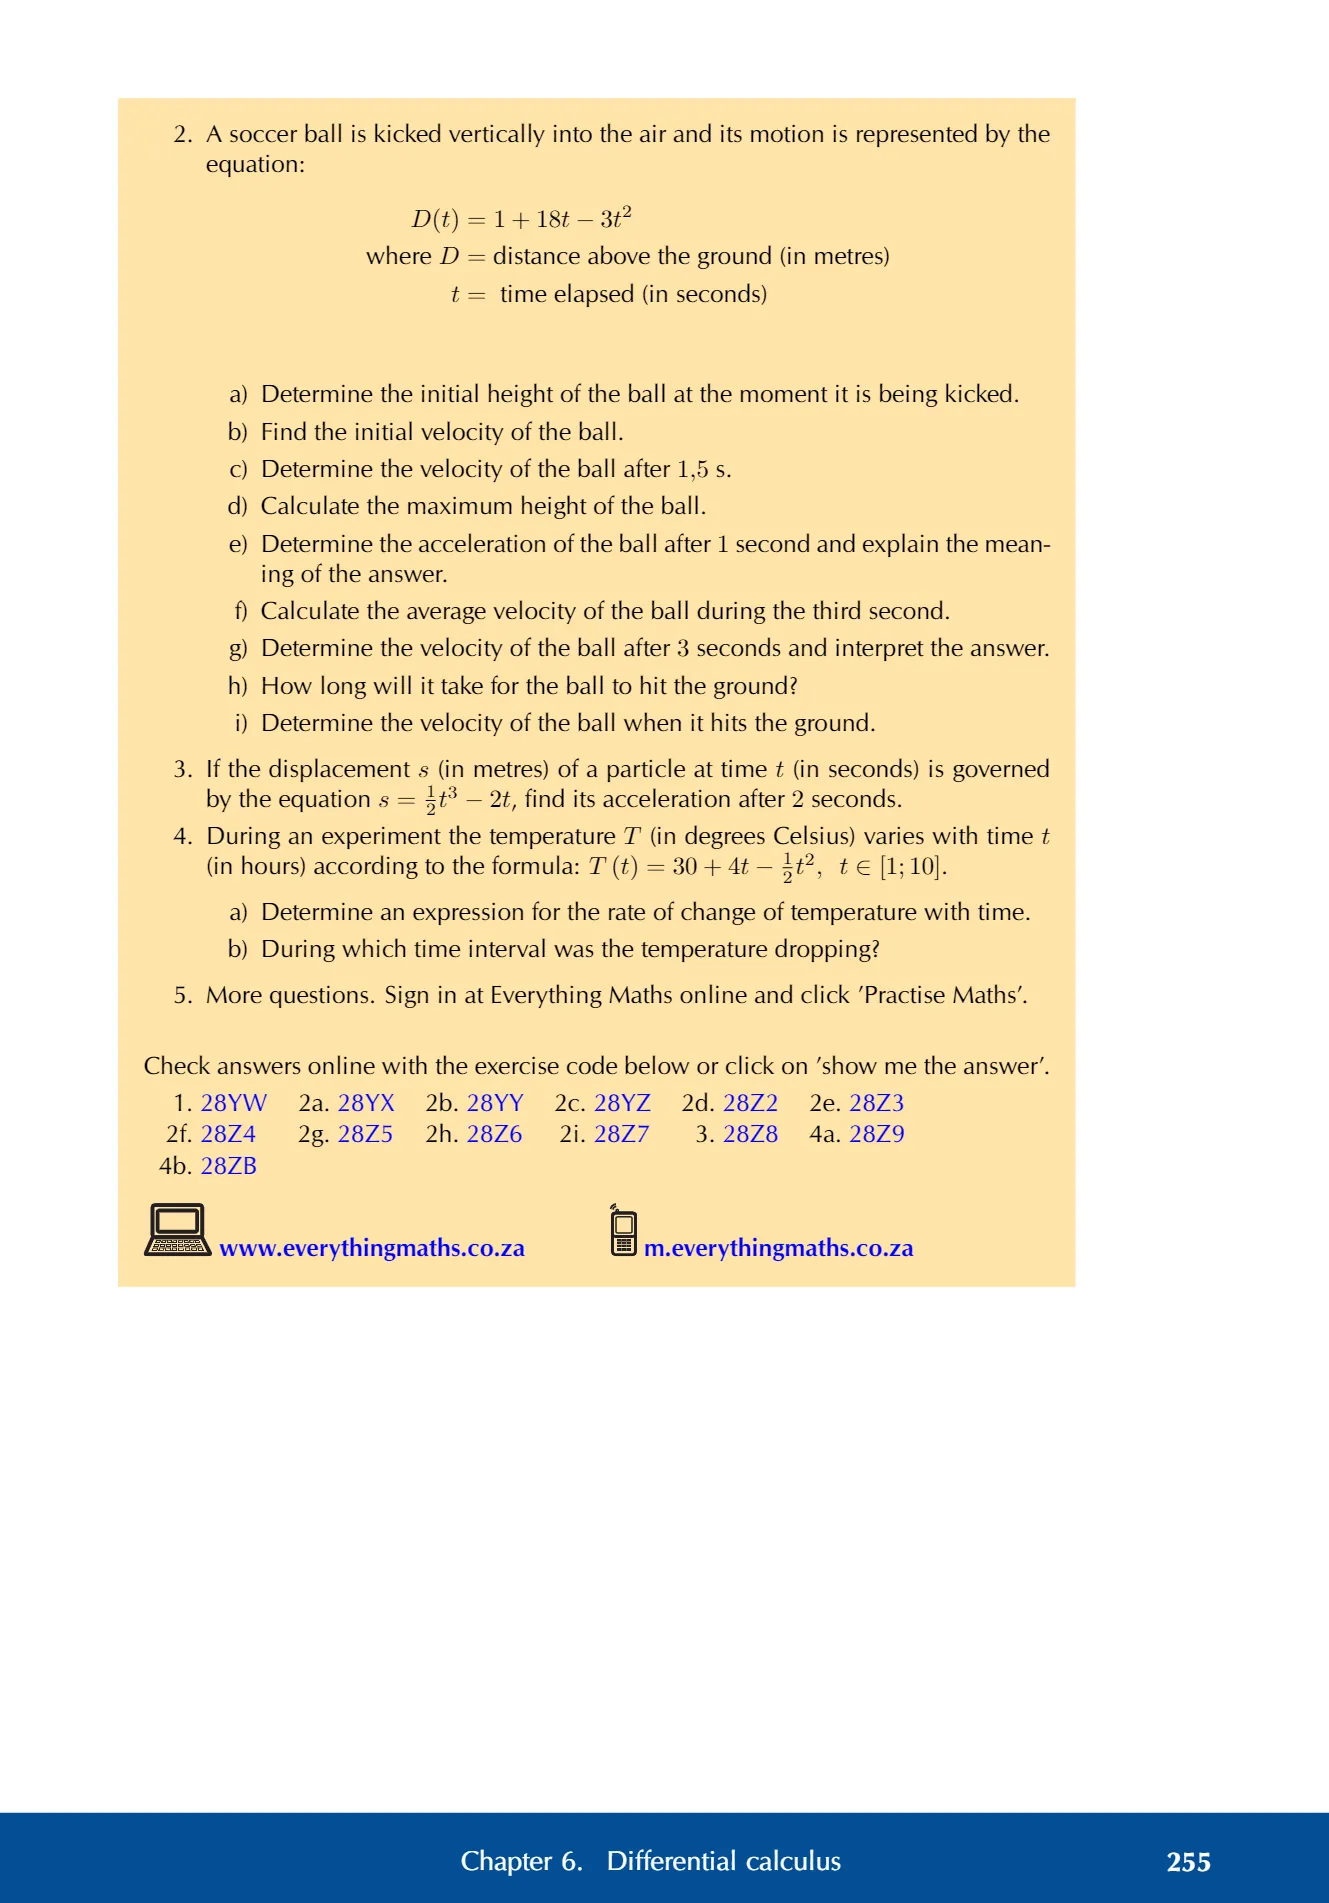 2. A soccer ball is kicked vertically into the air and its motion is represented by the
equation:
D(t) = 1 + 18t − 3t²
where D = distance above the ground (in metres)
t = time elapsed (in seconds)
a) Determine the initial height of the ball at the moment it is being kicked.
b) Find the initial velocity of the ball.
c) Determine the velocity of the ball after 1,5 s.
d) Calculate the maximum height of the ball.
e) Determine the acceleration of the ball after 1 second and explain the mean-
ing of the answer.
f) Calculate the average velocity of the ball during the third second.
g) Determine the velocity of the ball after 3 seconds and interpret the answer.
h) How long will it take for the ball to hit the ground?
i) Determine the velocity of the ball when it hits the ground.
3. If the displacement s (in metres) of a particle at time t (in seconds) is governed
by the equation s = ½t³ − 2t, find its acceleration after 2 seconds.
4. During an experiment the temperature T (in degrees Celsius) varies with time t
(in hours) according to the formula: T (t) = 30 + 4t − ½t², t ∈ [1; 10].
a) Determine an expression for the rate of change of temperature with time.
b) During which time interval was the temperature dropping?
5. More questions. Sign in at Everything Maths online and click ’Practise Maths’.
Check answers online with the exercise code below or click on ’show me the answer’.
1. 28YW 2a. 28YX 2b. 28YY 2c. 28YZ 2d. 28Z2 2e. 28Z3
2f. 28Z4 2g. 28Z5 2h. 28Z6 2i. 28Z7 3. 28Z8 4a. 28Z9
4b. 28ZB
www.everythingmaths.co.za m.everythingmaths.co.za
Chapter 6. Differential calculus 255